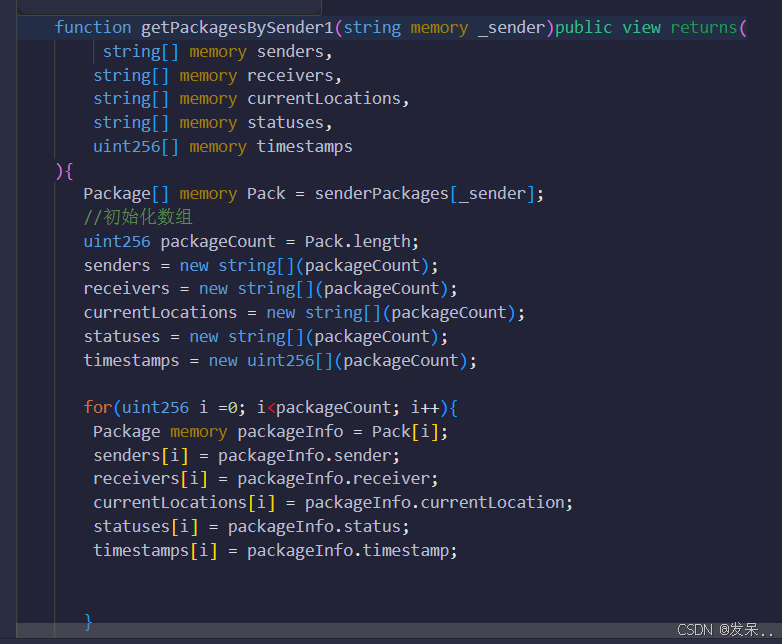 function getPackagesBySender1(string memory _sender)public view returns(
string[] memory senders,
string[] memory receivers,
string[] memory currentLocations,
string[] memory statuses,
uint256[] memory timestamps
){
Package[] memory Pack = senderPackages[_sender];
//初始化数组
uint256 packageCount = Pack.length;
senders = new string[](packageCount);
receivers = new string[](packageCount);
currentLocations = new string[](packageCount);
statuses = new string[](packageCount);
timestamps = new uint256[](packageCount);
for(uint256 i =0; i<packageCount; i++){
Package memory packageInfo = Pack[i];
senders[i] = packageInfo.sender;
receivers[i] = packageInfo.receiver;
currentLocations[i] = packageInfo.currentLocation;
statuses[i] = packageInfo.status;
timestamps[i] = packageInfo.timestamp;
}
CSDN @发呆..